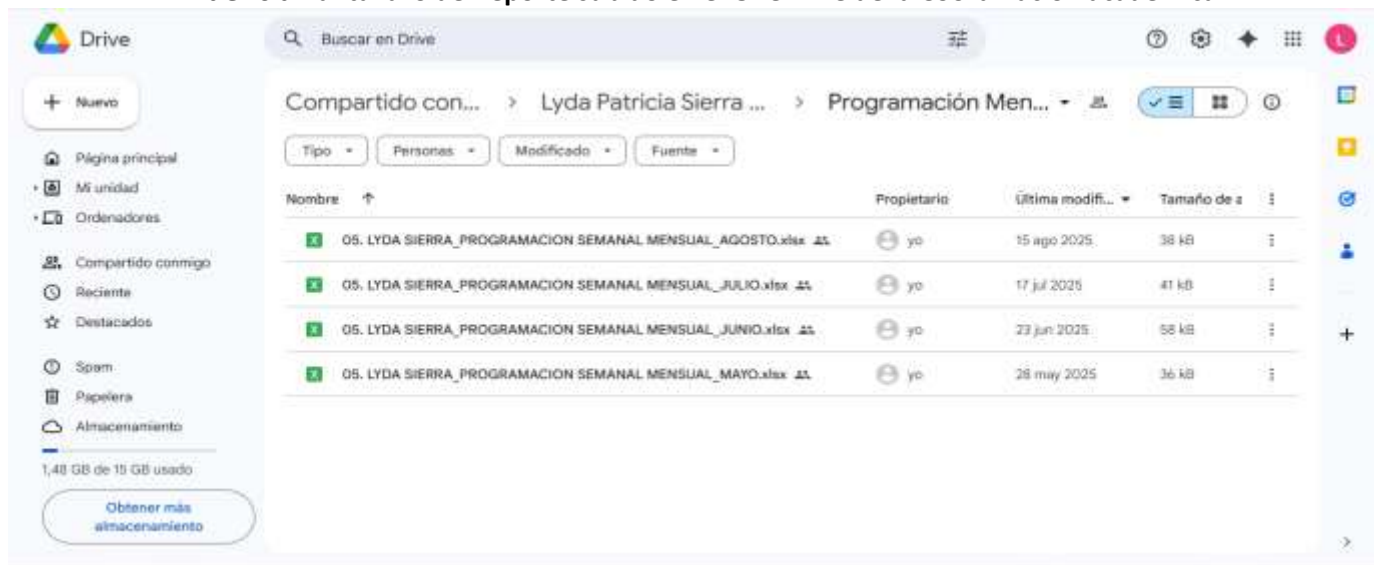 Drive
Buscar en Drive
Nuevo
Compartido con... > Lyda Patricia Sierra ... > Programación Men...
Tipo Personas Modificado Fuente
Página principal
Mi unidad
Ordenadores
Compartido conmigo
Reciente
Destacados
Spam
Papelera
Almacenamiento
1,48 GB de 15 GB usado
Obtener más
almacenamiento
Nombre Propietario Última modifi... Tamaño de a
05. LYDA SIERRA_PROGRAMACION SEMANAL MENSUAL_AGOSTO.xlsx yo 15 ago 2025 38 kB
05. LYDA SIERRA_PROGRAMACION SEMANAL MENSUAL_JULIO.xlsx yo 17 jul 2025 41 kB
05. LYDA SIERRA_PROGRAMACION SEMANAL MENSUAL_JUNIO.xlsx yo 23 jun 2025 58 kB
05. LYDA SIERRA_PROGRAMACION SEMANAL MENSUAL_MAYO.xlsx yo 28 may 2025 36 kB
L